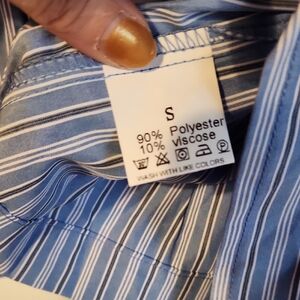 S
90% Polyester
10% viscose
WASH WITH LIKE COLORS